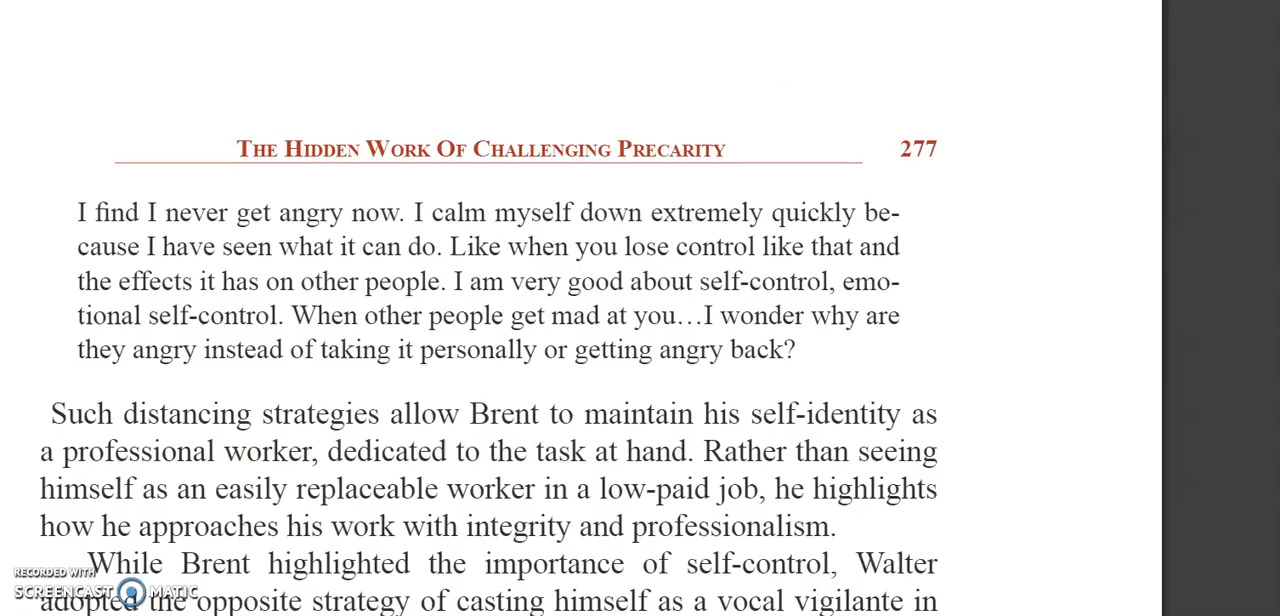 THE HIDDEN WORK OF CHALLENGING PRECARITY 277
I find I never get angry now. I calm myself down extremely quickly be-
cause I have seen what it can do. Like when you lose control like that and
the effects it has on other people. I am very good about self-control, emo-
tional self-control. When other people get mad at you…I wonder why are
they angry instead of taking it personally or getting angry back?
Such distancing strategies allow Brent to maintain his self-identity as
a professional worker, dedicated to the task at hand. Rather than seeing
himself as an easily replaceable worker in a low-paid job, he highlights
how he approaches his work with integrity and professionalism.
While Brent highlighted the importance of self-control, Walter
adopted the opposite strategy of casting himself as a vocal vigilante in
RECORDED WITH
SCREENCAST MATIC